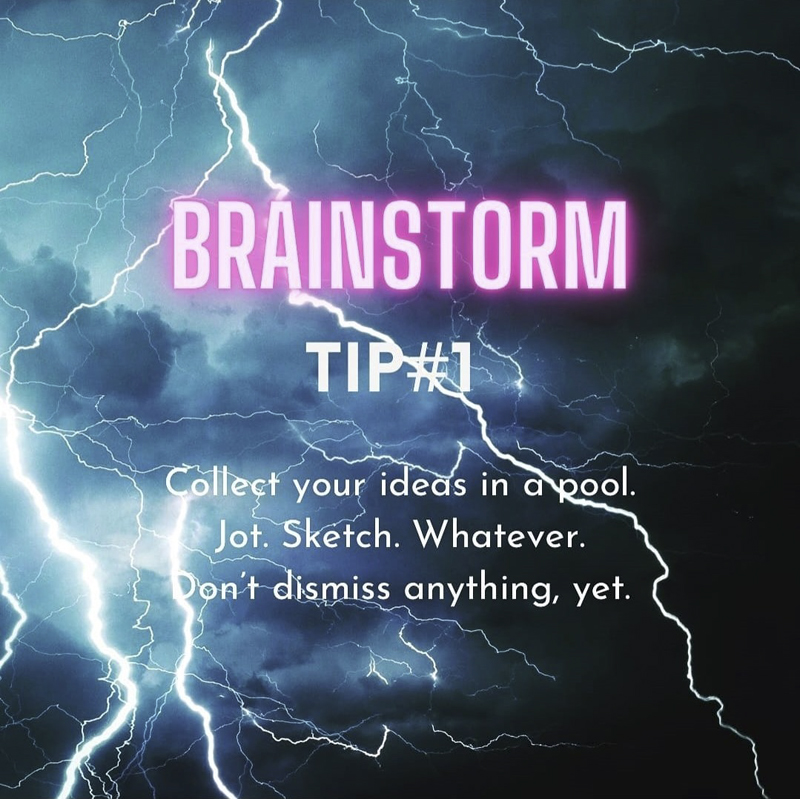 BRAINSTORM
TIP#1
Collect your ideas in a pool.
Jot. Sketch. Whatever.
Don't dismiss anything, yet.